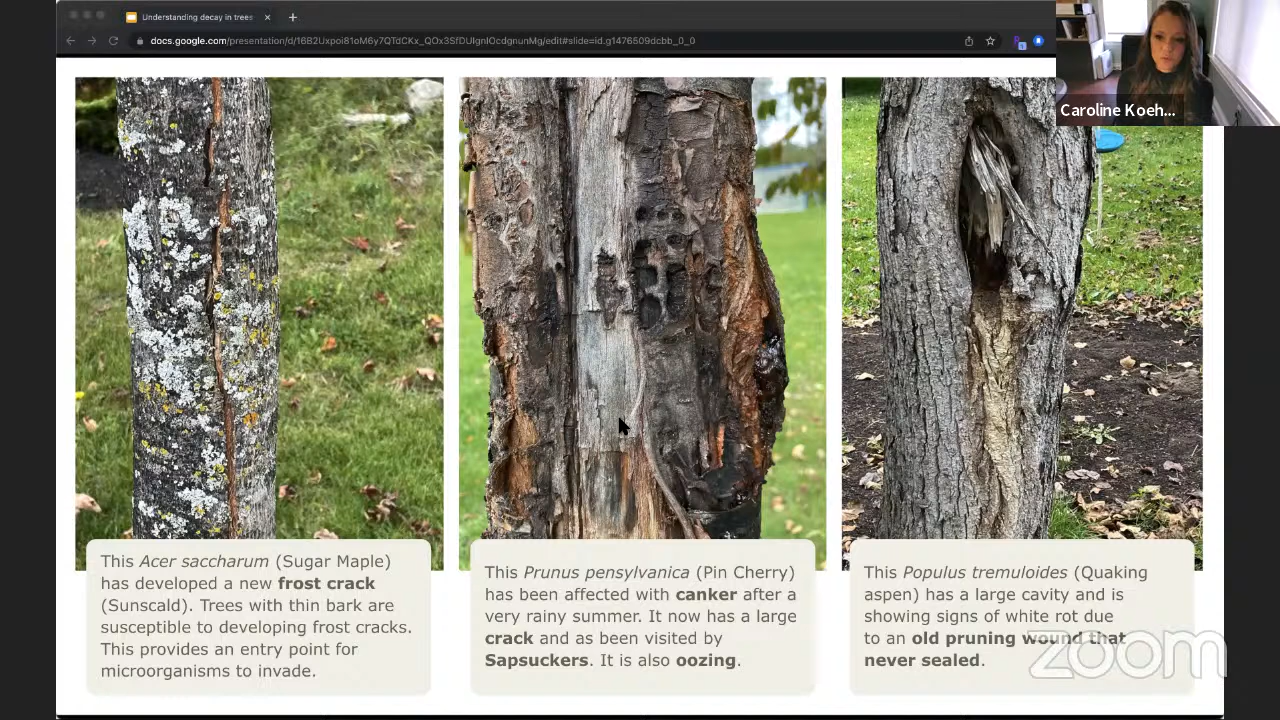 Understanding decay in trees
docs.google.com/presentation/d/16B2Uxpoi81oM6y7QTdCKx_QOx3SfDUIgnlOcdgnunMg/edit#slide=id.g1476509dcbb_0_0
Caroline Koeh...
This Acer saccharum (Sugar Maple)
has developed a new frost crack
(Sunscald). Trees with thin bark are
susceptible to developing frost cracks.
This provides an entry point for
microorganisms to invade.
This Prunus pensylvanica (Pin Cherry)
has been affected with canker after a
very rainy summer. It now has a large
crack and as been visited by
Sapsuckers. It is also oozing.
This Populus tremuloides (Quaking
aspen) has a large cavity and is
showing signs of white rot due
to an old pruning wound that
never sealed.
zoom